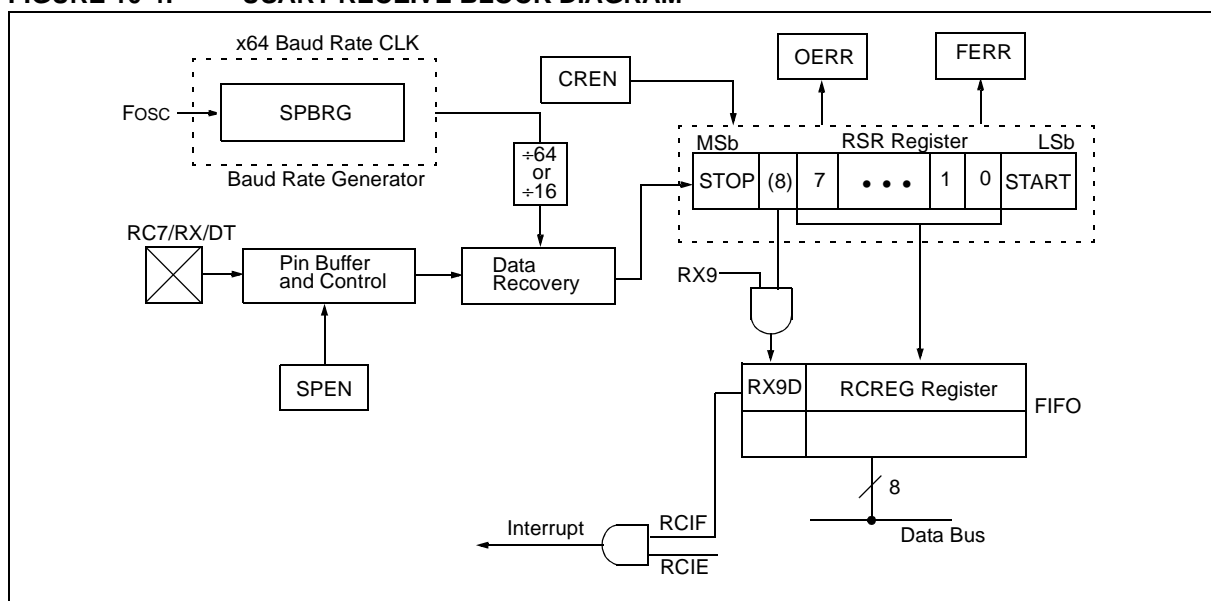 FIGURE
USART RECEIVE BLOCK DIAGRAM
x64 Baud Rate CLK
FOSC
SPBRG
Baud Rate Generator
÷64
or
÷16
CREN
OERR
FERR
MSb
RSR Register
LSb
STOP (8) 7 • • • 1 0 START
RC7/RX/DT
Pin Buffer
and Control
Data
Recovery
SPEN
RX9
RX9D
RCREG Register
FIFO
8
Data Bus
Interrupt
RCIF
RCIE